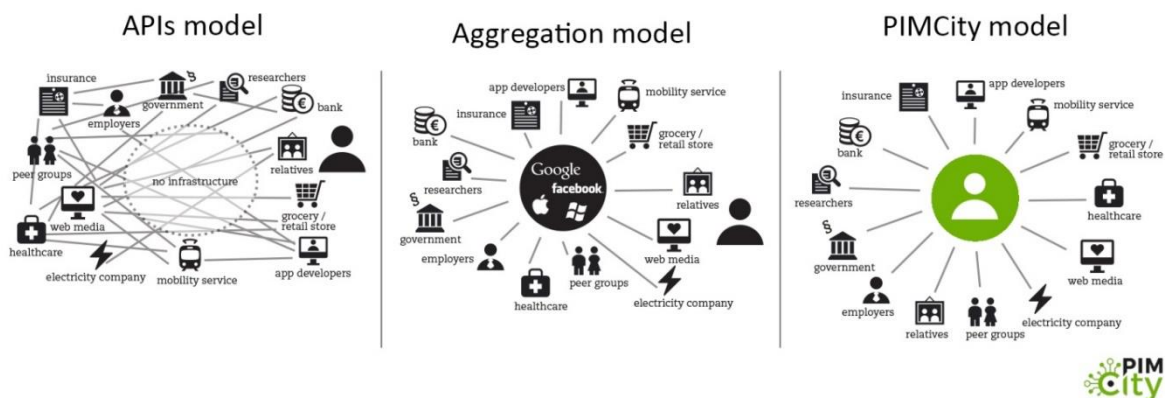 APIs model
insurance
§
government
researchers
bank
employers
peer groups
no infrastructure
relatives
web media
grocery /
retail store
healthcare
electricity company
mobility service
app developers
Aggregation model
app developers
mobility service
insurance
bank
grocery /
retail store
researchers
Google
facebook
relatives
§
government
employers
web media
healthcare
peer groups
electricity company
PIMCity model
app developers
insurance
mobility service
bank
grocery /
retail store
researchers
healthcare
§
government
web media
employers
relatives
peer groups
electricity company
PIM
City